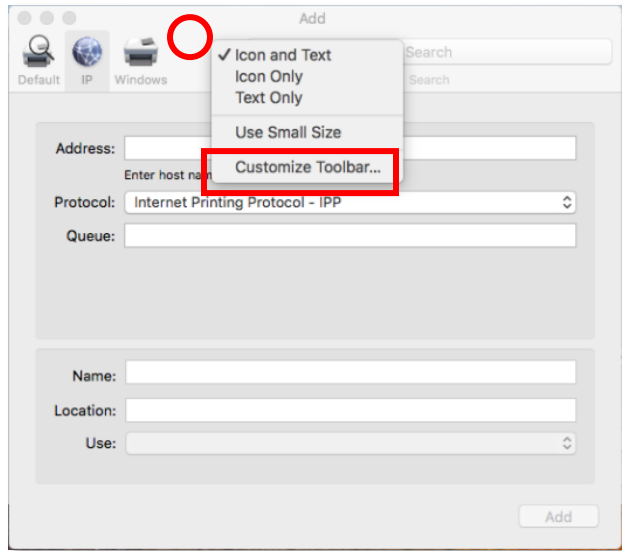 Add
Default IP Windows
✓ Icon and Text
Icon Only
Text Only
Use Small Size
Customize Toolbar...
Search
Search
Address:
Enter host
Protocol: Internet Printing Protocol - IPP
Queue:
Name:
Location:
Use:
Add